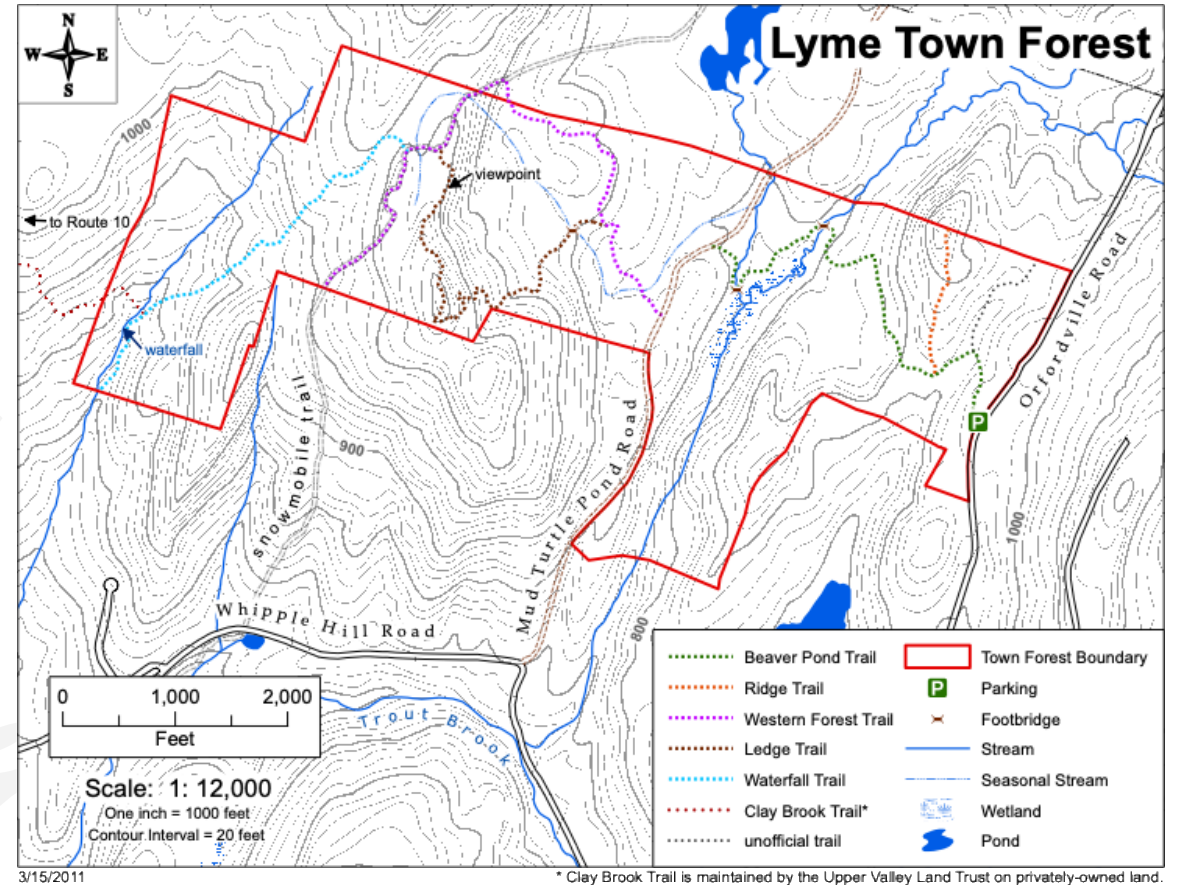 Lyme Town Forest
N
W E
S
1000
to Route 10
viewpoint
waterfall
Orfordville Road
snowmobile trail
900
Mud Turtle Pond Road
1000
Whipple Hill Road
800
Trout Brook
0 1,000 2,000
Feet
Scale: 1: 12,000
One inch = 1000 feet
Contour Interval = 20 feet
Beaver Pond Trail
Ridge Trail
Western Forest Trail
Ledge Trail
Waterfall Trail
Clay Brook Trail*
unofficial trail
Town Forest Boundary
P Parking
Footbridge
Stream
Seasonal Stream
Wetland
Pond
P
3/15/2011
* Clay Brook Trail is maintained by the Upper Valley Land Trust on privately-owned land.